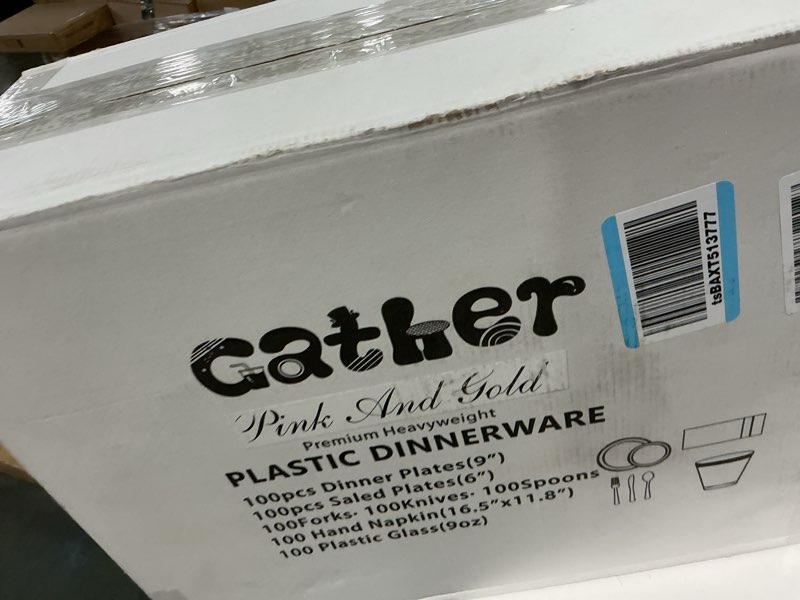 Gather
Pink And Gold
Premium Heavyweight
PLASTIC DINNERWARE
100pcs Dinner Plates(9")
100pcs Saled Plates(6")
100Forks· 100Knives· 100Spoons
100 Hand Napkin(16.5"x11.8")
100 Plastic Glass(9oz)
tsBAXT513777